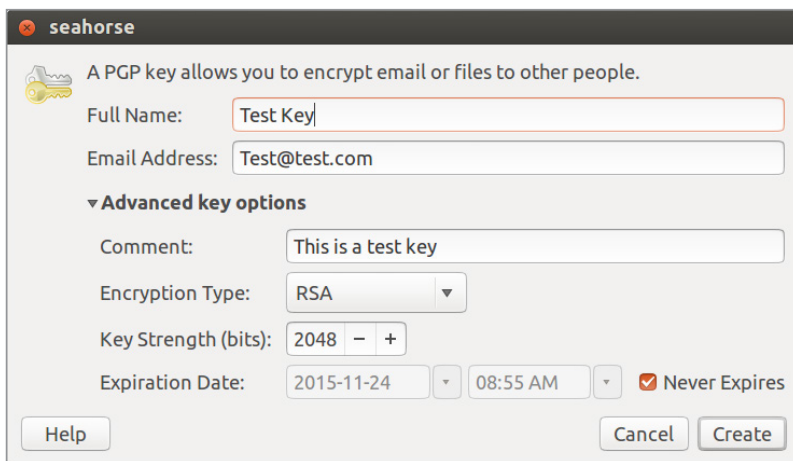 seahorse
A PGP key allows you to encrypt email or files to other people.
Full Name: Test Key
Email Address: Test@test.com
Advanced key options
Comment: This is a test key
Encryption Type: RSA
Key Strength (bits): 2048 − +
Expiration Date: 2015-11-24 08:55 AM Never Expires
Help Cancel Create